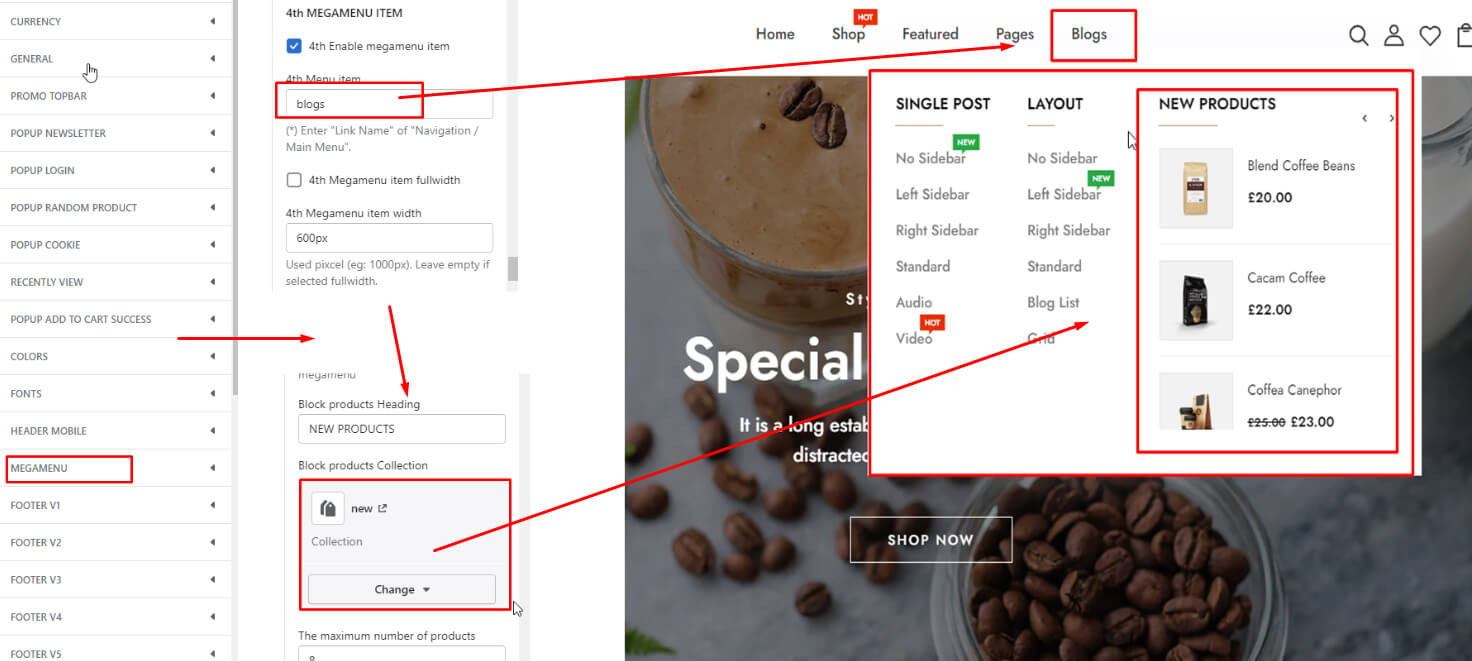 CURRENCY
GENERAL
PROMO TOPBAR
POPUP NEWSLETTER
POPUP LOGIN
POPUP RANDOM PRODUCT
POPUP COOKIE
RECENTLY VIEW
POPUP ADD TO CART SUCCESS
COLORS
FONTS
HEADER MOBILE
MEGAMENU
FOOTER V1
FOOTER V2
FOOTER V3
FOOTER V4
FOOTER V5
4th MEGAMENU ITEM
4th Enable megamenu item
4th Menu item
blogs
(*) Enter "Link Name" of "Navigation /
Main Menu".
4th Megamenu item fullwidth
4th Megamenu item width
600px
Used pixcel (eg: 1000px). Leave empty if
selected fullwidth.
megamenu
Block products Heading
NEW PRODUCTS
Block products Collection
new
Collection
Change
The maximum number of products
8
HOT
Home Shop Featured Pages Blogs
SINGLE POST
NEW
No Sidebar
Left Sidebar
Right Sidebar
Standard
Audio
HOT
Video
LAYOUT
No Sidebar
NEW
Left Sidebar
Right Sidebar
Standard
Blog List
Grid
NEW PRODUCTS
Blend Coffee Beans
£20.00
Cacam Coffee
£22.00
Coffea Canephor
£25.00 £23.00
Special
It is a long
distracted
SHOP NOW